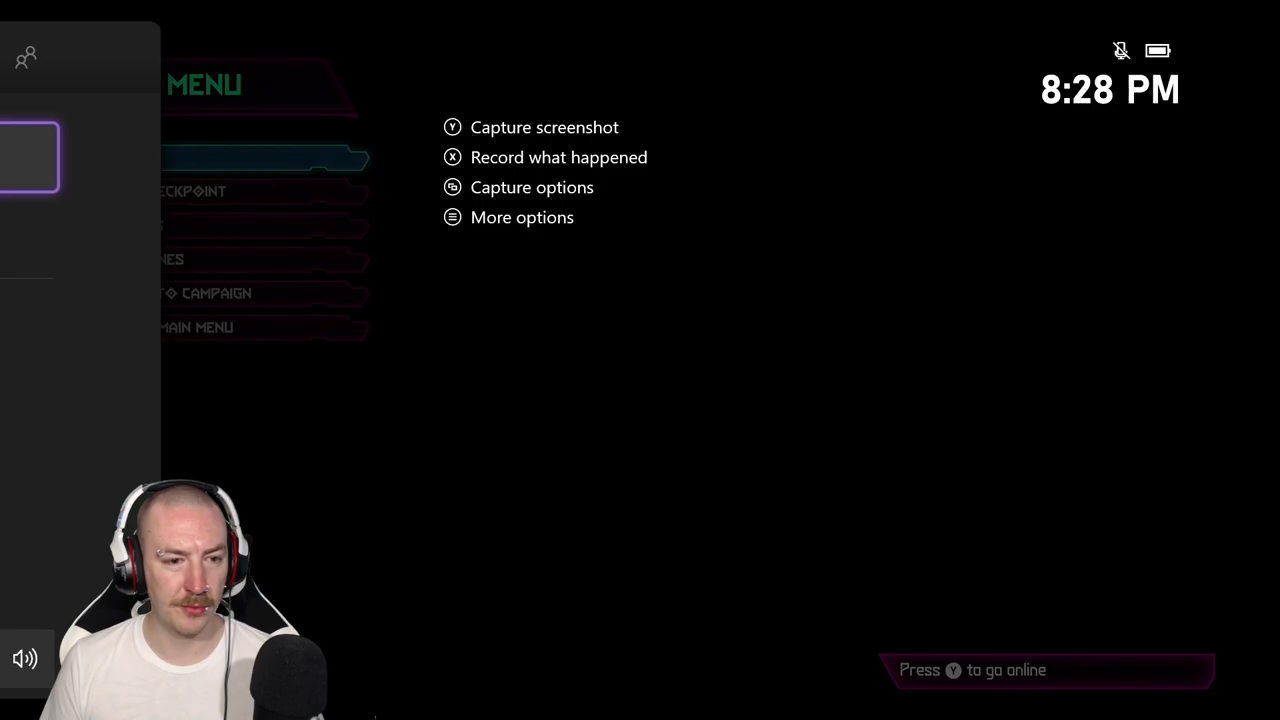 8:28 PM
MENU
Capture screenshot
Record what happened
Capture options
More options
ECKPOINT
S
NES
TO CAMPAIGN
MAIN MENU
Press Y to go online